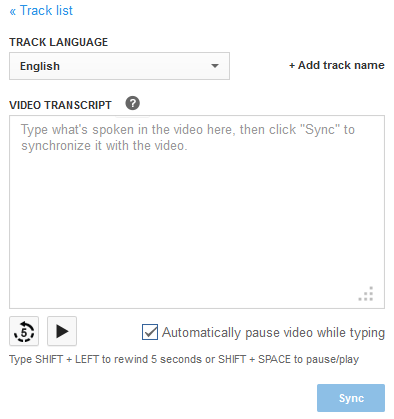 « Track list
TRACK LANGUAGE
English
+ Add track name
VIDEO TRANSCRIPT ?
Type what's spoken in the video here, then click "Sync" to
synchronize it with the video.
5
Automatically pause video while typing
Type SHIFT + LEFT to rewind 5 seconds or SHIFT + SPACE to pause/play
Sync